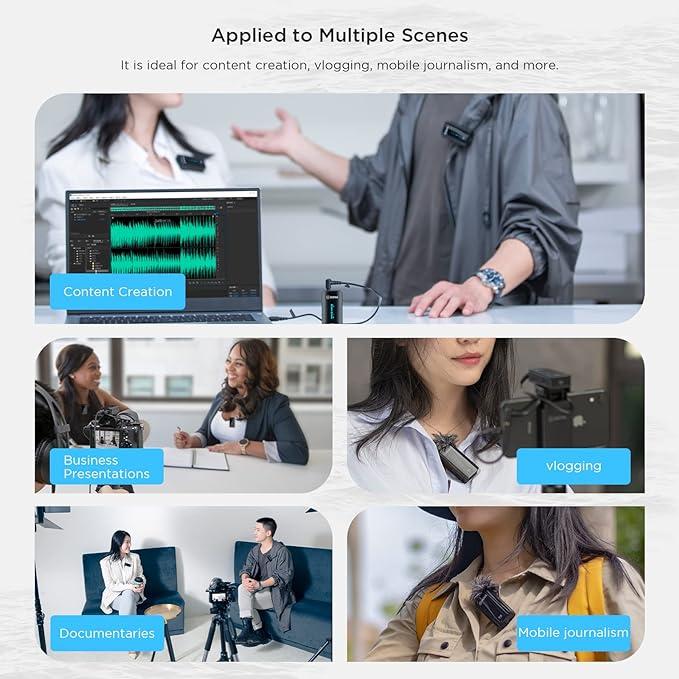 Applied to Multiple Scenes
It is ideal for content creation, vlogging, mobile journalism, and more.
Content Creation
Business
Presentations
vlogging
Documentaries
Mobile journalism